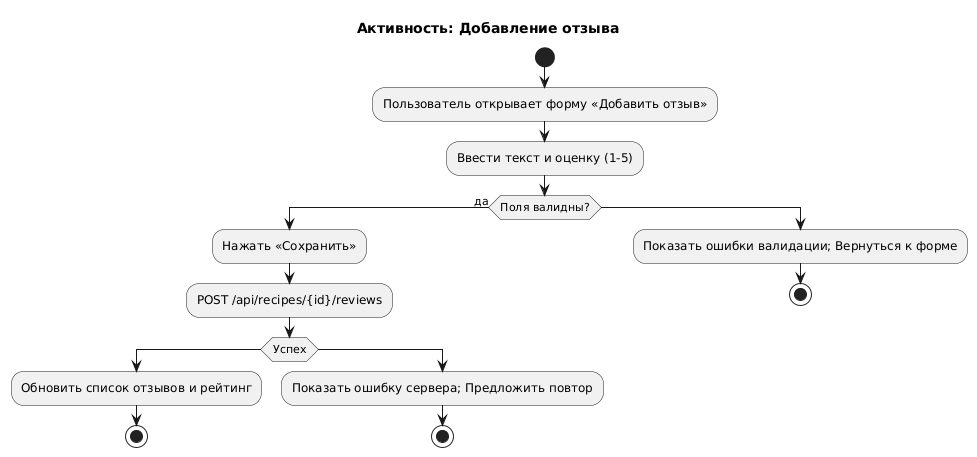 Активность: Добавление отзыва
Пользователь открывает форму «Добавить отзыв»
Ввести текст и оценку (1-5)
да
Поля валидны?
Нажать «Сохранить»
Показать ошибки валидации; Вернуться к форме
POST /api/recipes/{id}/reviews
Успех
Обновить список отзывов и рейтинг
Показать ошибку сервера; Предложить повтор